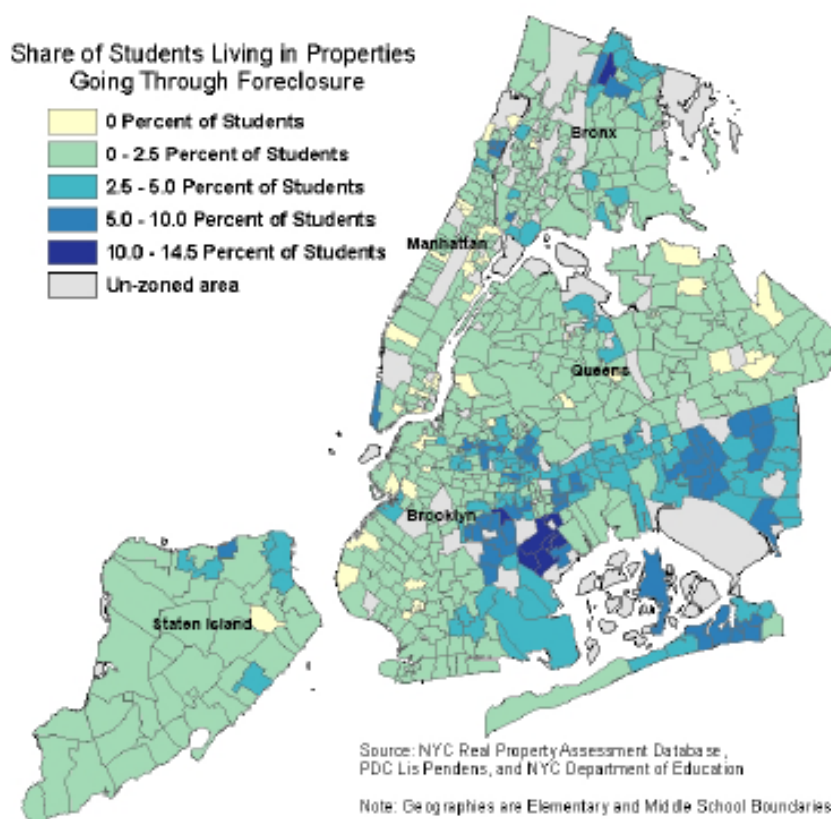 Share of Students Living in Properties
Going Through Foreclosure
0 Percent of Students
0 - 2.5 Percent of Students
2.5 - 5.0 Percent of Students
5.0 - 10.0 Percent of Students
10.0 - 14.5 Percent of Students
Un-zoned area
Bronx
Manhattan
Queens
Brooklyn
Staten Island
Source: NYC Real Property Assessment Database,
PDC Lis Pendens, and NYC Department of Education
Note: Geographies are Elementary and Middle School Boundaries